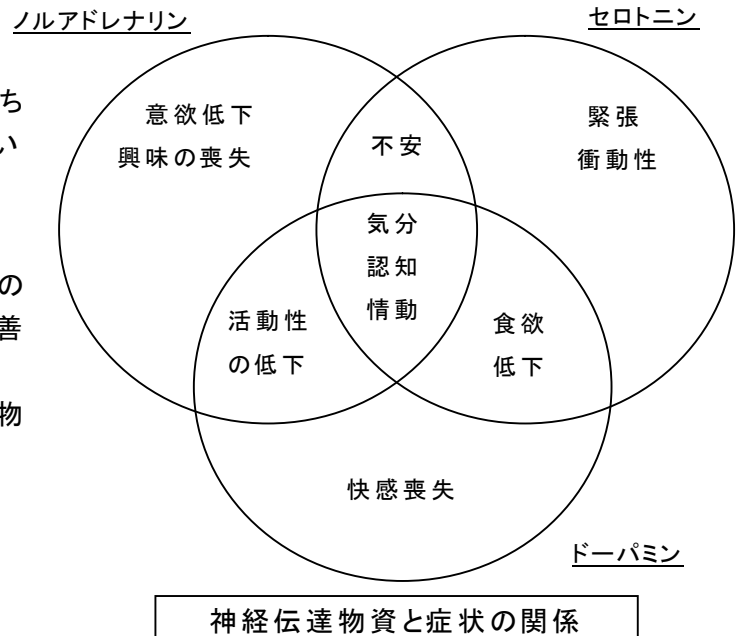 ノルアドレナリン
セロトニン
ち
い
の
善
物
意欲低下
興味の喪失
不安
緊張
衝動性
気分
認知
情動
活動性
の低下
食欲
低下
快感喪失
ドーパミン
神経伝達物資と症状の関係